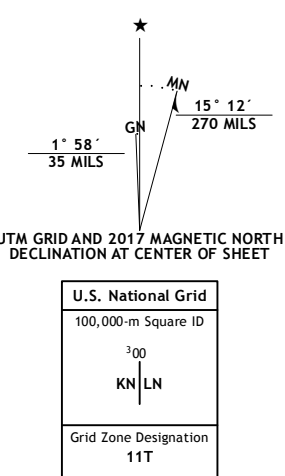 ★
MN
15° 12´
270 MILS
GN
1° 58´
35 MILS
UTM GRID AND 2017 MAGNETIC NORTH
DECLINATION AT CENTER OF SHEET
U.S. National Grid
100,000-m Square ID
³00
KN LN
Grid Zone Designation
11T